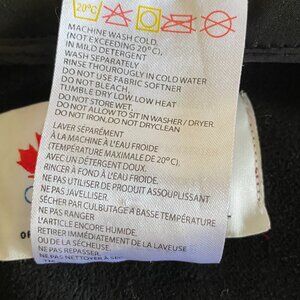 20°C
MACHINE WASH COLD,
(NOT EXCEEDING 20°C),
IN MILD DETERGENT
WASH SEPARATELY
RINSE THOUROUGLY IN COLD WATER
DO NOT USE FABRIC SOFTNER
DO NOT BLEACH,
TUMBLE DRY LOW, LOW HEAT
DO NOT STORE WET,
DO NOT ALLOW TO SIT IN WASHER / DRYER
DO NOT IRON, DO NOT DRYCLEAN
LAVER SÉPARÉMENT
À LA MACHINE À L'EAU FROIDE
(TEMPÉRATURE MAXIMALE DE 20°C).
AVEC UN DÉTERGENT DOUX.
RINCER À FOND À L'EAU FROIDE.
NE PAS UTILISER DE PRODUIT ASSOUPLISSANT
NE PAS JAVELLISER.
SÉCHER PAR CULBUTAGE A BASSE TEMPÉRATURE
NE PAS RANGER
L'ARTICLE ENCORE HUMIDE.
RETIRER IMMÉDIATEMENT DE LA LAVEUSE
OU DE LA SÉCHEUSE.
NE PAS NETTOYER À